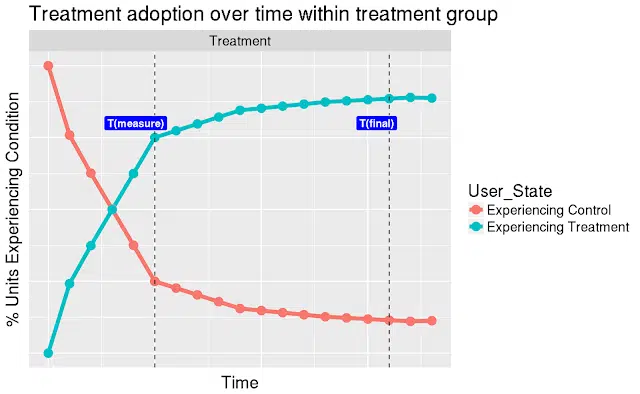 Treatment adoption over time within treatment group
Treatment
% Units Experiencing Condition
T(measure)
T(final)
User_State
Experiencing Control
Experiencing Treatment
Time